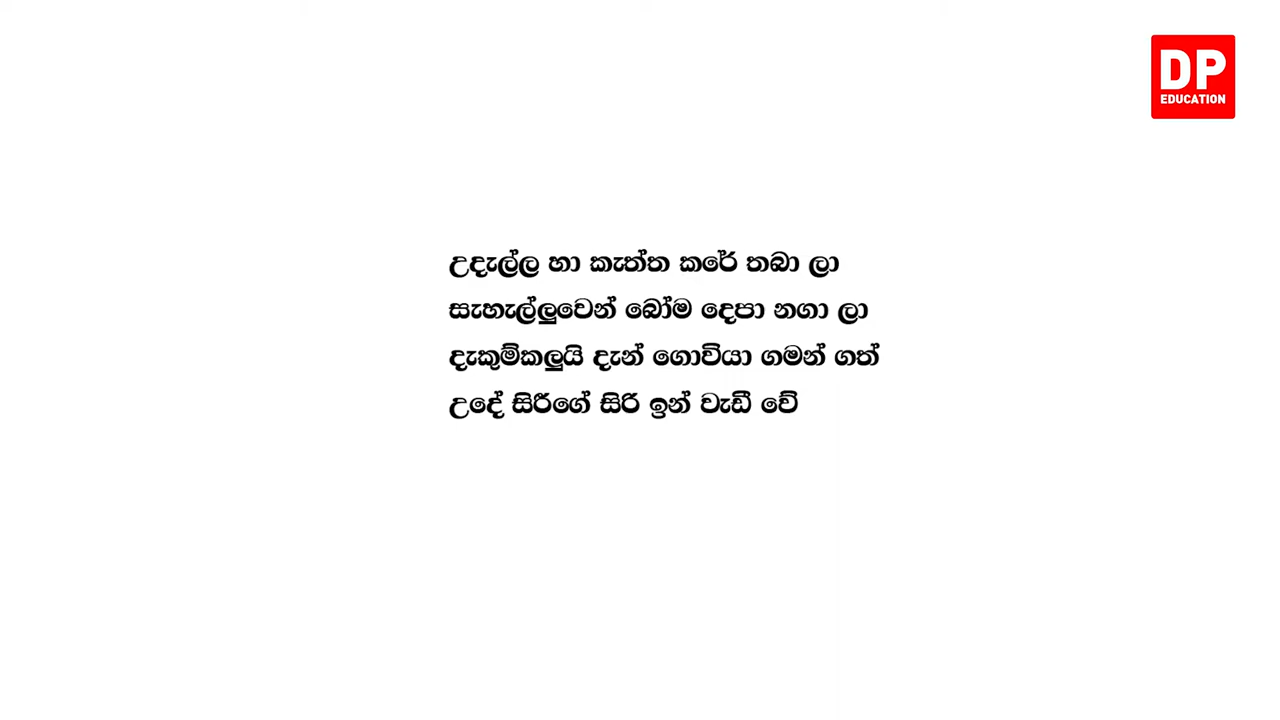 DP
EDUCATION
උදැල්ල හා කැත්ත කරේ තබා ලා
සැහැල්ලුවෙන් බෝම දෙපා නගා ලා
දැකුම්කලුයි දැන් ගොවියා ගමන් ගත්
උදේ සිරීගේ සිරි ඉන් වැඩී වේ